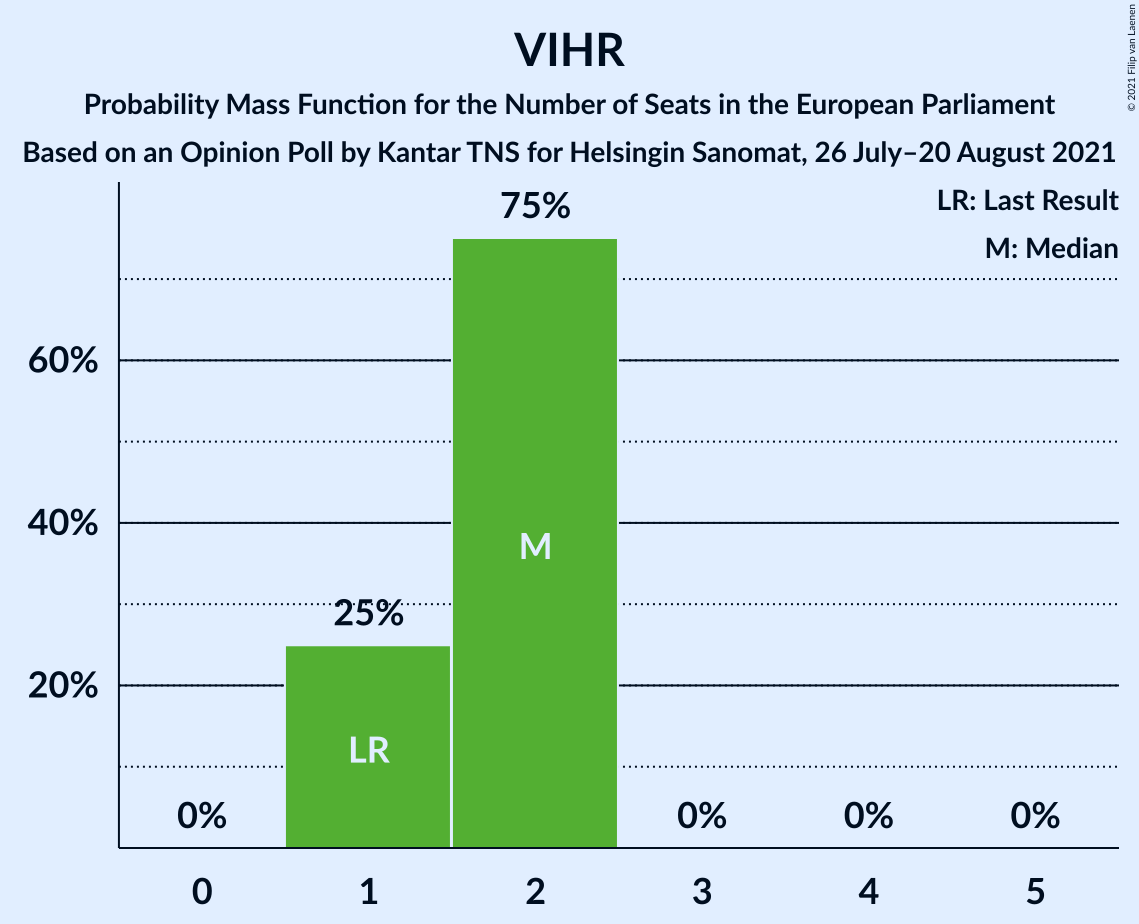 VIHR
Probability Mass Function for the Number of Seats in the European Parliament
Based on an Opinion Poll by Kantar TNS for Helsingin Sanomat, 26 July–20 August 2021
© 2021 Filip van Laenen
LR: Last Result
M: Median
75%
60%
40%
M
25%
20%
LR
0%
0%
0%
0%
0 1 2 3 4 5